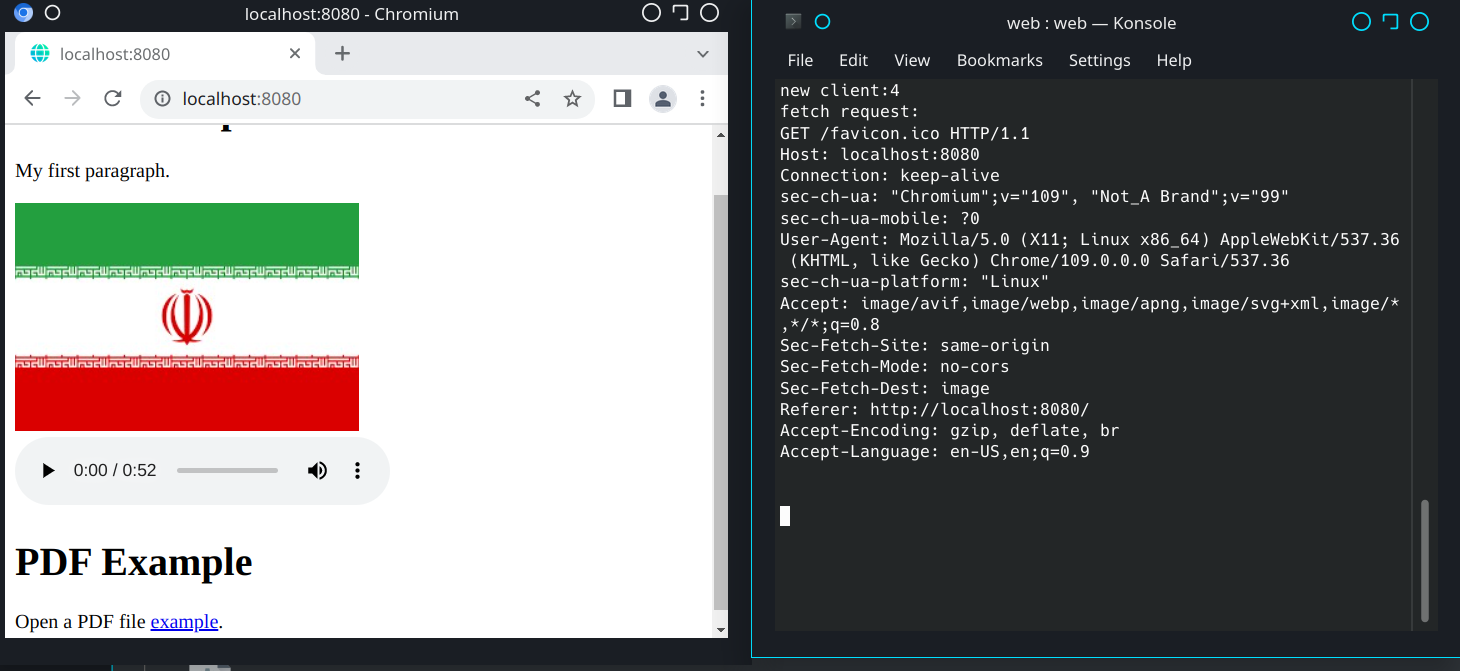 localhost:8080 - Chromium
localhost:8080
localhost:8080
My first paragraph.
0:00 / 0:52
PDF Example
Open a PDF file example.
web : web — Konsole
File Edit View Bookmarks Settings Help
new client:4
fetch request:
GET /favicon.ico HTTP/1.1
Host: localhost:8080
Connection: keep-alive
sec-ch-ua: "Chromium";v="109", "Not_A Brand";v="99"
sec-ch-ua-mobile: ?0
User-Agent: Mozilla/5.0 (X11; Linux x86_64) AppleWebKit/537.36
(KHTML, like Gecko) Chrome/109.0.0.0 Safari/537.36
sec-ch-ua-platform: "Linux"
Accept: image/avif,image/webp,image/apng,image/svg+xml,image/*
,*/*;q=0.8
Sec-Fetch-Site: same-origin
Sec-Fetch-Mode: no-cors
Sec-Fetch-Dest: image
Referer: http://localhost:8080/
Accept-Encoding: gzip, deflate, br
Accept-Language: en-US,en;q=0.9